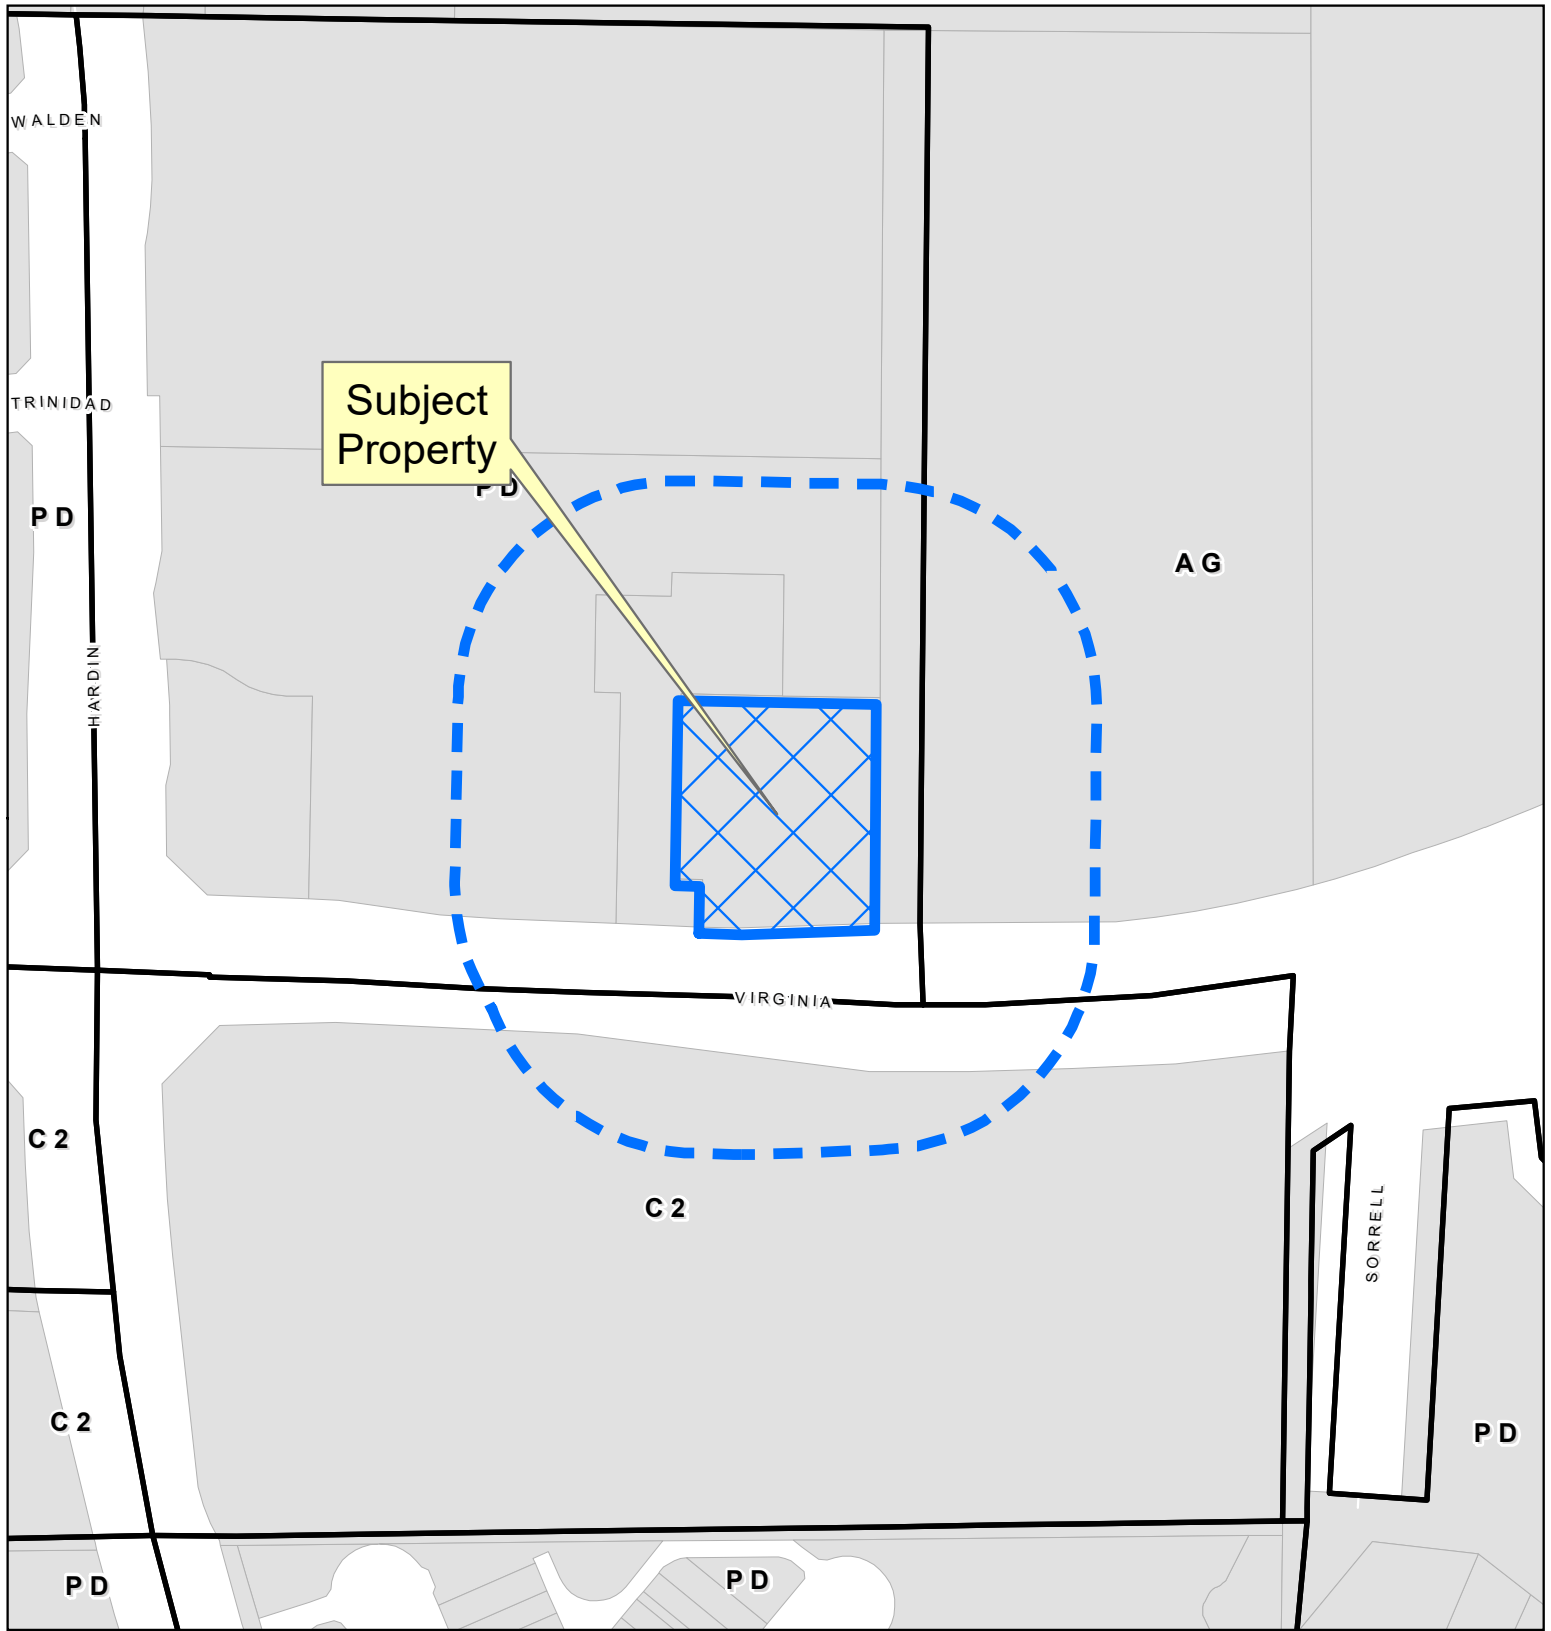 WALDEN
TRINIDAD
Subject
Property
PD
PD
AG
HARDIN
VIRGINIA
C2
C2
SORRELL
C2
PD
PD
PD